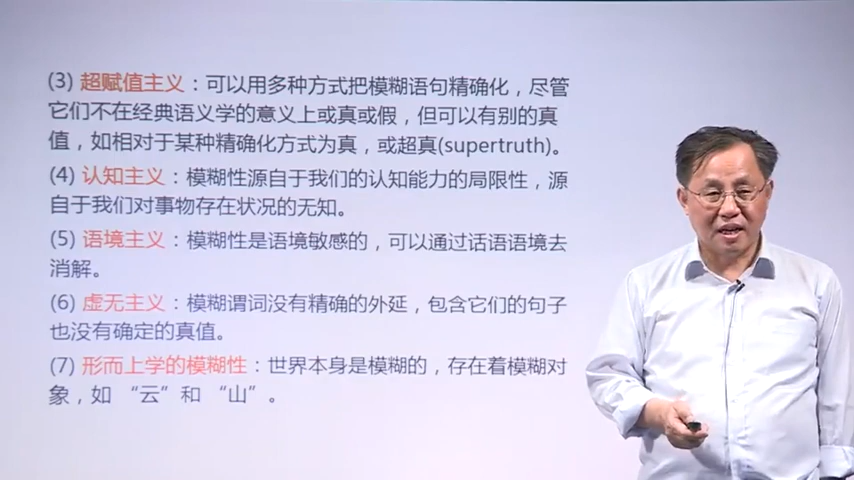 (3) 超赋值主义：可以用多种方式把模糊语句精确化，尽管
它们不在经典语义学的意义上或真或假，但可以有别的真
值，如相对于某种精确化方式为真，或超真(supertruth)。
(4) 认知主义：模糊性源自于我们的认知能力的局限性，源
自于我们对事物存在状况的无知。
(5) 语境主义：模糊性是语境敏感的，可以通过话语语境去
消解。
(6) 虚无主义：模糊谓词没有精确的外延，包含它们的句子
也没有确定的真值。
(7) 形而上学的模糊性：世界本身是模糊的，存在着模糊对
象，如 “云” 和 “山” 。